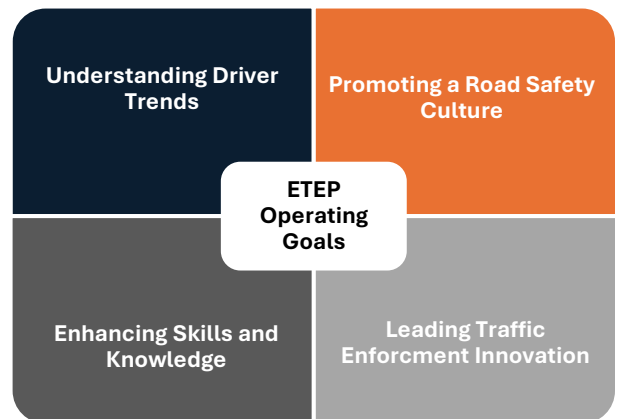 Understanding Driver
Trends
Promoting a Road Safety
Culture
ETEP
Operating
Goals
Enhancing Skills and
Knowledge
Leading Traffic
Enforcment Innovation